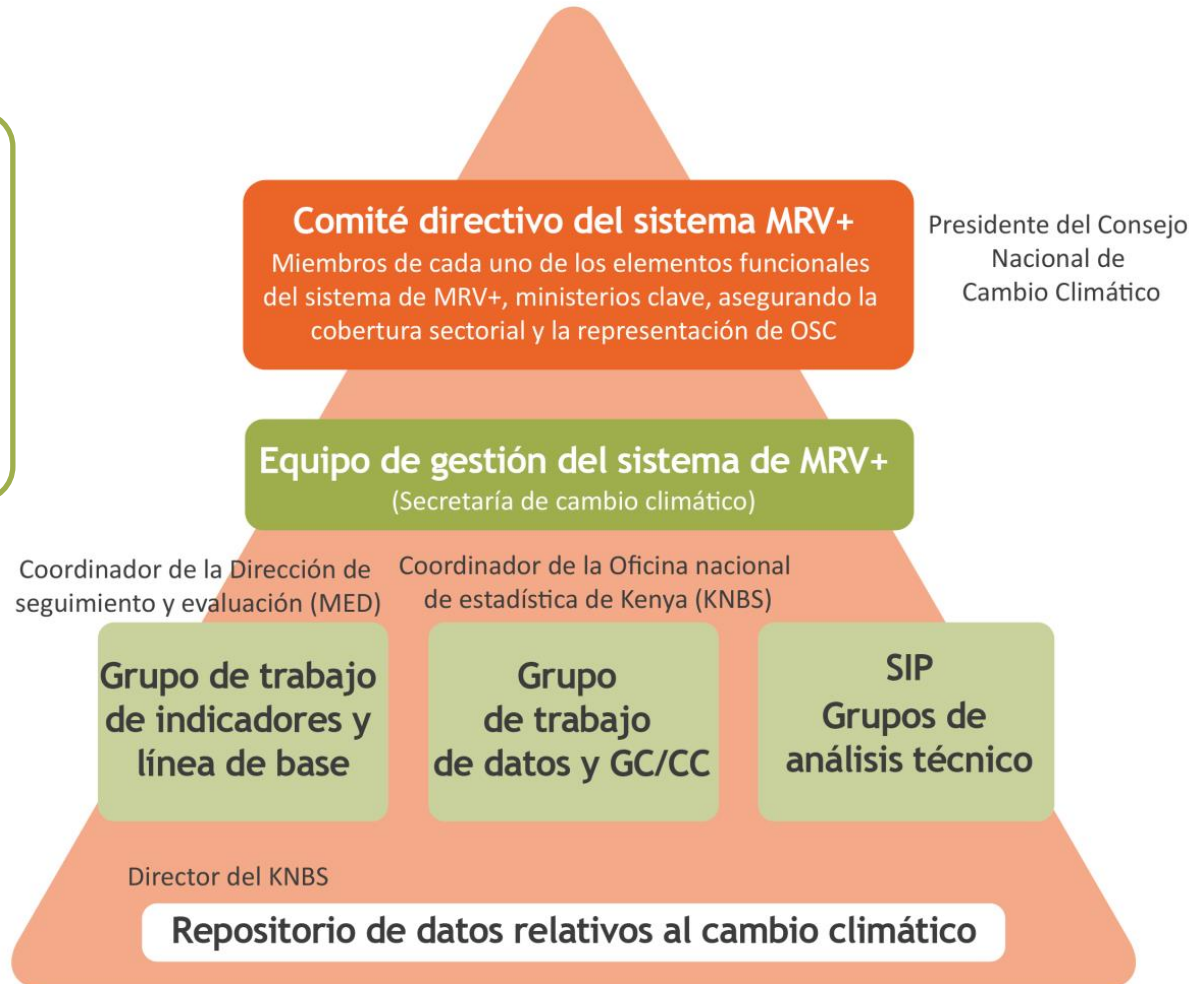 Comité directivo del sistema MRV+
Miembros de cada uno de los elementos funcionales
del sistema de MRV+, ministerios clave, asegurando la
cobertura sectorial y la representación de OSC
Presidente del Consejo
Nacional de
Cambio Climático
Equipo de gestión del sistema de MRV+
(Secretaría de cambio climático)
Coordinador de la Dirección de
seguimiento y evaluación (MED)
Coordinador de la Oficina nacional
de estadística de Kenya (KNBS)
Grupo de trabajo
de indicadores y
línea de base
Grupo
de trabajo
de datos y GC/CC
SIP
Grupos de
análisis técnico
Director del KNBS
Repositorio de datos relativos al cambio climático